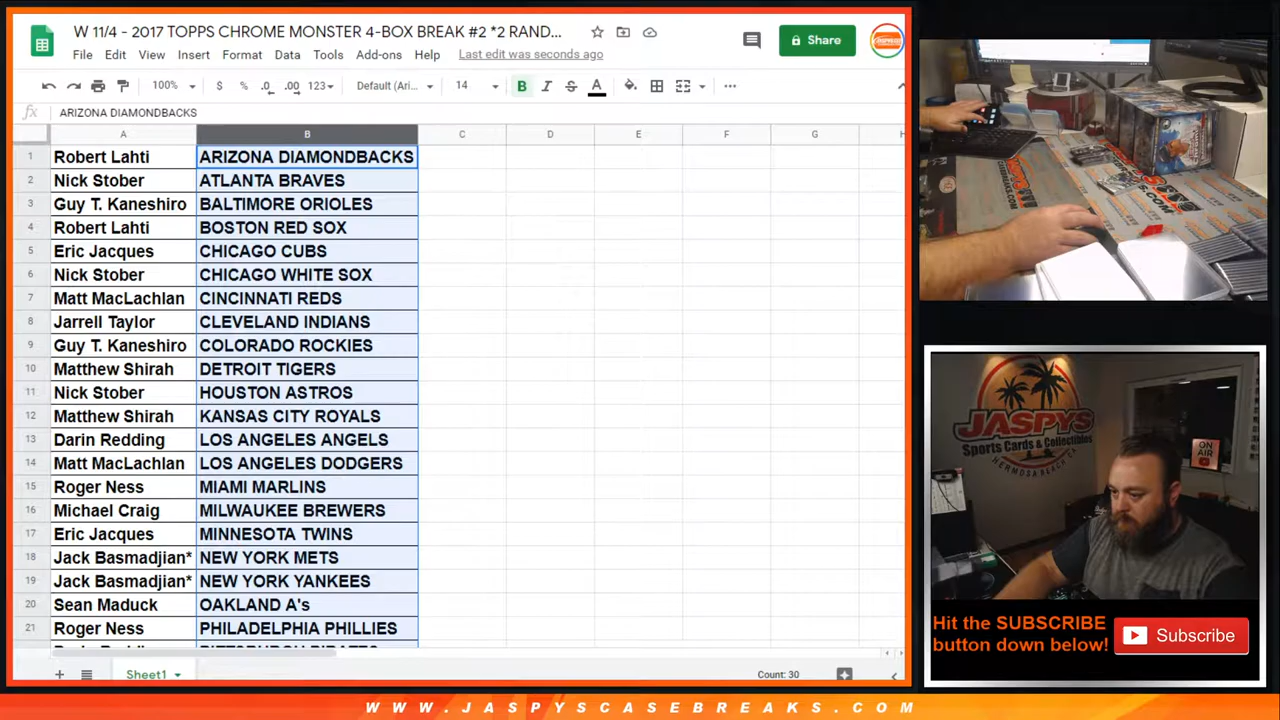 W 11/4 - 2017 TOPPS CHROME MONSTER 4-BOX BREAK #2 *2 RAND...
File Edit View Insert Format Data Tools Add-ons Help Last edit was seconds ago
Share
100% $ % .0 .00 123 Default (Ari... 14 B I S A
fx ARIZONA DIAMONDBACKS
A B C D E F G H
1 Robert Lahti ARIZONA DIAMONDBACKS
2 Nick Stober ATLANTA BRAVES
3 Guy T. Kaneshiro BALTIMORE ORIOLES
4 Robert Lahti BOSTON RED SOX
5 Eric Jacques CHICAGO CUBS
6 Nick Stober CHICAGO WHITE SOX
7 Matt MacLachlan CINCINNATI REDS
8 Jarrell Taylor CLEVELAND INDIANS
9 Guy T. Kaneshiro COLORADO ROCKIES
10 Matthew Shirah DETROIT TIGERS
11 Nick Stober HOUSTON ASTROS
12 Matthew Shirah KANSAS CITY ROYALS
13 Darin Redding LOS ANGELES ANGELS
14 Matt MacLachlan LOS ANGELES DODGERS
15 Roger Ness MIAMI MARLINS
16 Michael Craig MILWAUKEE BREWERS
17 Eric Jacques MINNESOTA TWINS
18 Jack Basmadjian* NEW YORK METS
19 Jack Basmadjian* NEW YORK YANKEES
20 Sean Maduck OAKLAND A's
21 Roger Ness PHILADELPHIA PHILLIES
Sheet1
Count: 30
JASPYS
Sports Cards & Collectibles
HERMOSA BEACH CA
ON
AIR
Hit the SUBSCRIBE
button down below!
Subscribe
WWW.JASPYSCASEBREAKS.COM